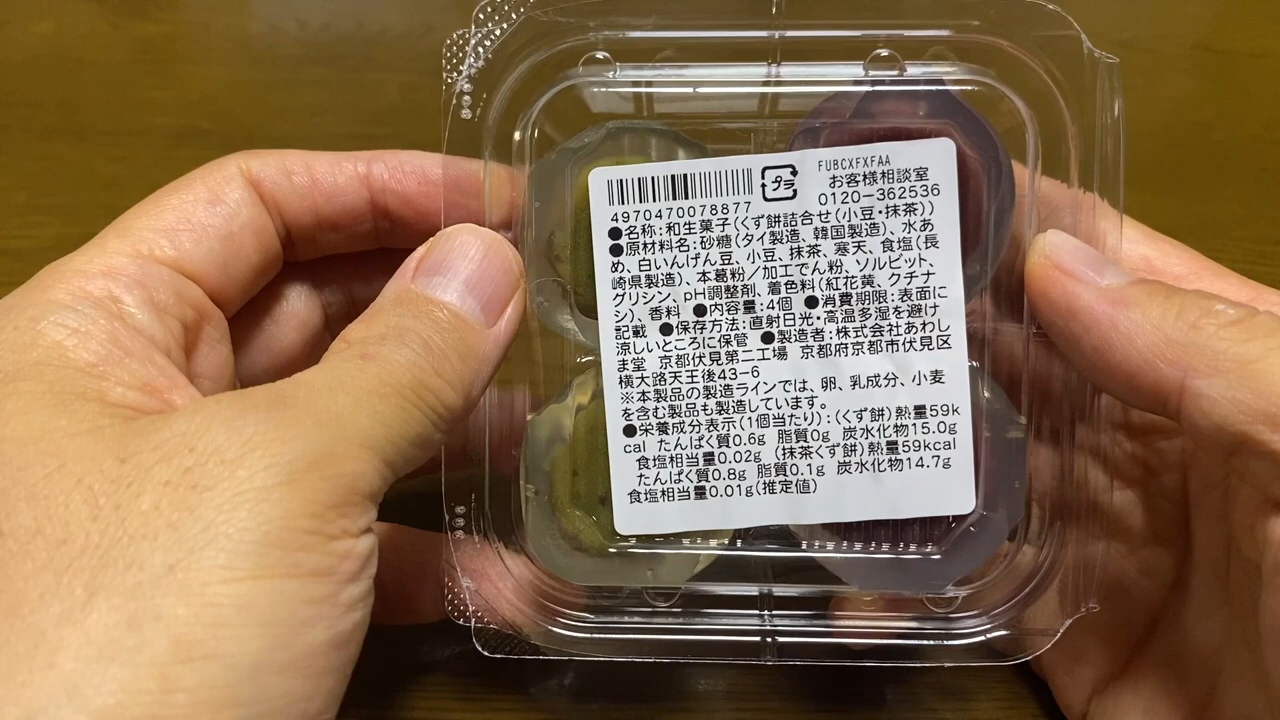 FUBCXFXFAA
プラ
お客様相談室
4970470078877
0120-362536
●名称:和生菓子(くず餅詰合せ(小豆・抹茶))
●原材料名:砂糖(タイ製造、韓国製造)、水あ
め、白いんげん豆、小豆、抹茶、寒天、食塩(長
崎県製造)、本葛粉/加工でん粉、ソルビット、
グリシン、pH調整剤、着色料(紅花黄、クチナ
シ)、香料 ●内容量:4個 ●消費期限:表面に
記載 ●保存方法:直射日光・高温多湿を避け
涼しいところに保管 ●製造者:株式会社あわし
ま堂 京都伏見第二工場 京都府京都市伏見区
横大路天王後43-6
※本製品の製造ラインでは、卵、乳成分、小麦
を含む製品も製造しています。
●栄養成分表示(1個当たり):(くず餅)熱量59k
cal たんぱく質0.6g 脂質0g 炭水化物15.0g
食塩相当量0.02g (抹茶くず餅)熱量59kcal
たんぱく質0.8g 脂質0.1g 炭水化物14.7g
食塩相当量0.01g(推定値)